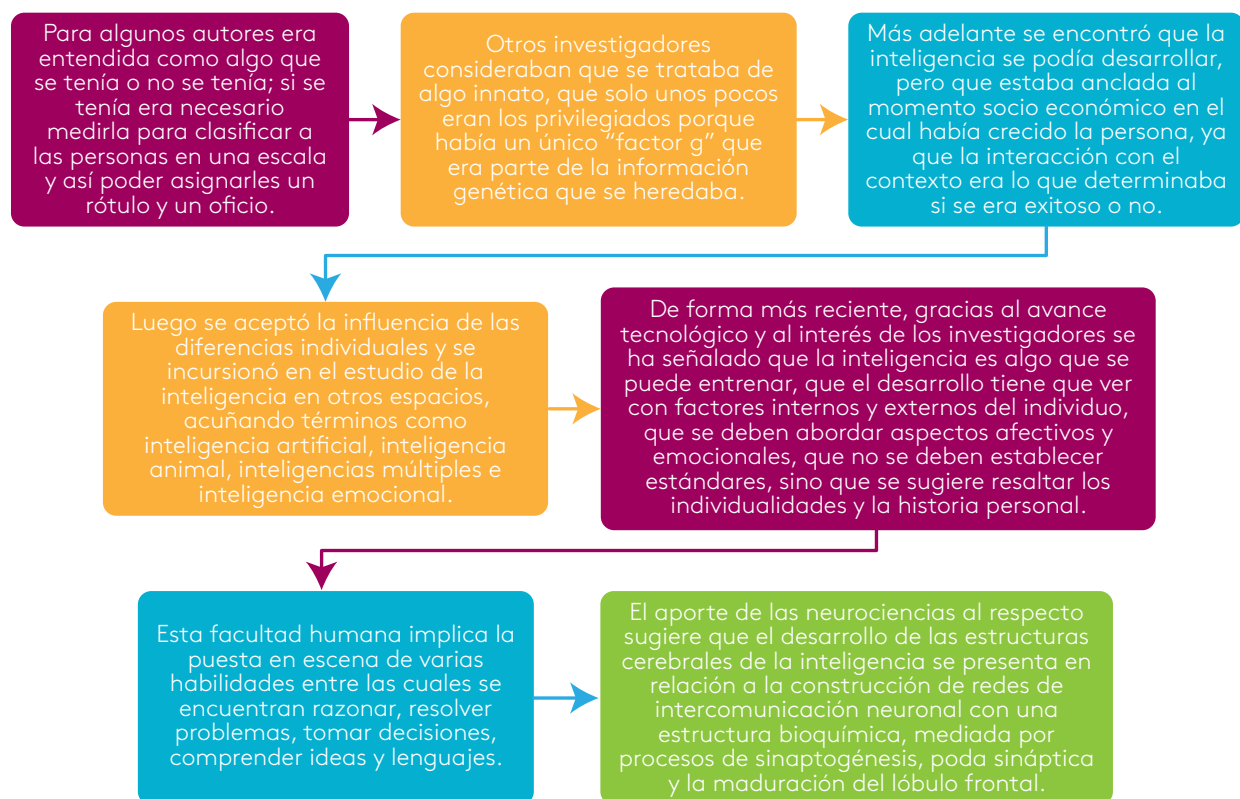 Para algunos autores era
entendida como algo que
se tenía o no se tenía; si se
tenía era necesario
medirla para clasificar a
las personas en una escala
y así poder asignarles un
rótulo y un oficio.
Otros investigadores
consideraban que se trataba de
algo innato, que solo unos pocos
eran los privilegiados porque
había un único “factor g” que
era parte de la información
genética que se heredaba.
Más adelante se encontró que la
inteligencia se podía desarrollar,
pero que estaba anclada al
momento socio económico en el
cual había crecido la persona, ya
que la interacción con el
contexto era lo que determinaba
si se era exitoso o no.
Luego se aceptó la influencia de las
diferencias individuales y se
incursionó en el estudio de la
inteligencia en otros espacios,
acuñando términos como
inteligencia artificial, inteligencia
animal, inteligencias múltiples e
inteligencia emocional.
De forma más reciente, gracias al avance
tecnológico y al interés de los investigadores se
ha señalado que la inteligencia es algo que se
puede entrenar, que el desarrollo tiene que ver
con factores internos y externos del individuo,
que se deben abordar aspectos afectivos y
emocionales, que no se deben establecer
estándares, sino que se sugiere resaltar los
individualidades y la historia personal.
Esta facultad humana implica la
puesta en escena de varias
habilidades entre las cuales se
encuentran razonar, resolver
problemas, tomar decisiones,
comprender ideas y lenguajes.
El aporte de las neurociencias al respecto
sugiere que el desarrollo de las estructuras
cerebrales de la inteligencia se presenta en
relación a la construcción de redes de
intercomunicación neuronal con una
estructura bioquímica, mediada por
procesos de sinaptogénesis, poda sináptica
y la maduración del lóbulo frontal.